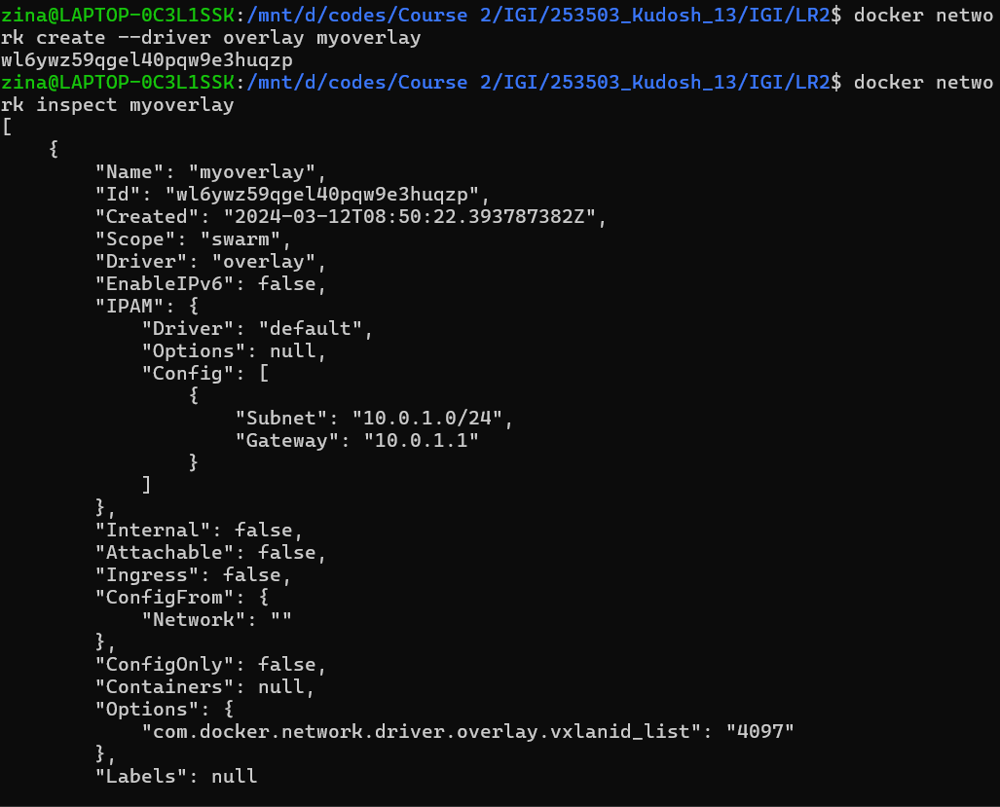 zina@LAPTOP-0C3L1SSK:/mnt/d/codes/Course 2/IGI/253503_Kudosh_13/IGI/LR2$ docker netwo
rk create --driver overlay myoverlay
wl6ywz59qgel40pqw9e3huqzp
zina@LAPTOP-0C3L1SSK:/mnt/d/codes/Course 2/IGI/253503_Kudosh_13/IGI/LR2$ docker netwo
rk inspect myoverlay
[
    {
        "Name": "myoverlay",
        "Id": "wl6ywz59qgel40pqw9e3huqzp",
        "Created": "2024-03-12T08:50:22.393787382Z",
        "Scope": "swarm",
        "Driver": "overlay",
        "EnableIPv6": false,
        "IPAM": {
            "Driver": "default",
            "Options": null,
            "Config": [
                {
                    "Subnet": "10.0.1.0/24",
                    "Gateway": "10.0.1.1"
                }
            ]
        },
        "Internal": false,
        "Attachable": false,
        "Ingress": false,
        "ConfigFrom": {
            "Network": ""
        },
        "ConfigOnly": false,
        "Containers": null,
        "Options": {
            "com.docker.network.driver.overlay.vxlanid_list": "4097"
        },
        "Labels": null